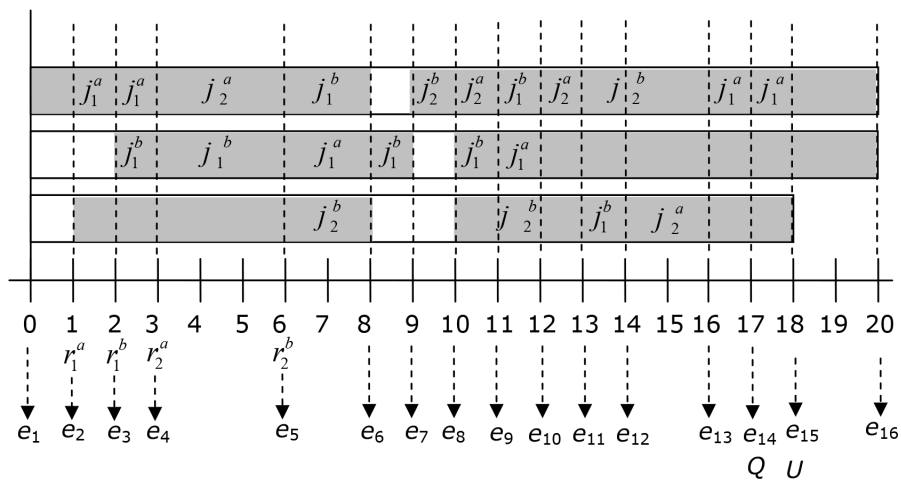 j₁ᵃ j₁ᵃ j₂ᵃ j₁ᵇ j₂ᵇ j₂ᵃ j₁ᵇ j₂ᵃ j₂ᵇ j₁ᵃ j₁ᵃ
j₁ᵇ j₁ᵇ j₁ᵃ j₁ᵇ j₁ᵇ j₁ᵃ
j₂ᵇ j₂ᵇ j₁ᵇ j₂ᵃ
0 1 2 3 4 5 6 7 8 9 10 11 12 13 14 15 16 17 18 19 20
r₁ᵃ r₁ᵇ r₂ᵃ r₂ᵇ
e₁ e₂ e₃ e₄ e₅ e₆ e₇ e₈ e₉ e₁₀ e₁₁ e₁₂ e₁₃ e₁₄ e₁₅ e₁₆
Q U